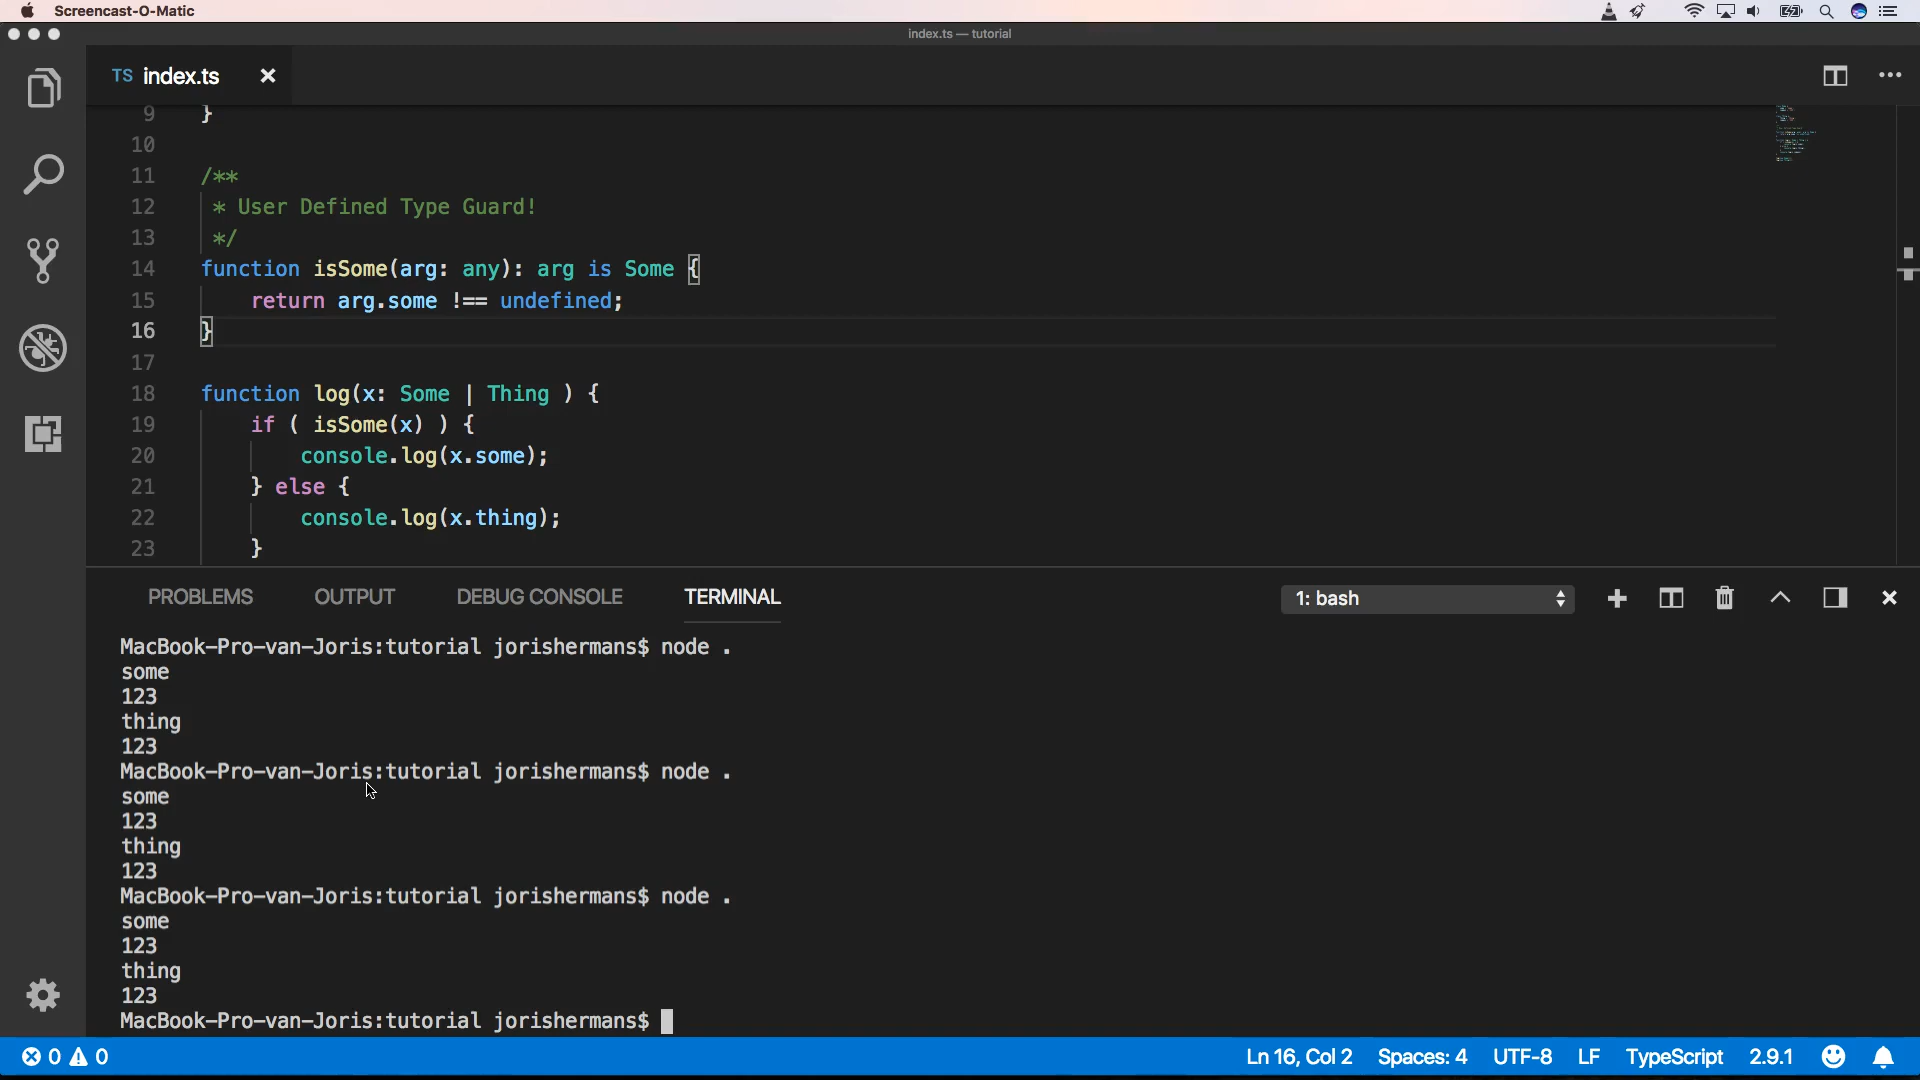 Screencast-O-Matic
index.ts — tutorial
TS index.ts
9 }
10
11 /**
12 * User Defined Type Guard!
13 */
14 function isSome(arg: any): arg is Some {
15 return arg.some !== undefined;
16 }
17
18 function log(x: Some | Thing ) {
19 if ( isSome(x) ) {
20 console.log(x.some);
21 } else {
22 console.log(x.thing);
23 }
PROBLEMS OUTPUT DEBUG CONSOLE TERMINAL 1: bash
MacBook-Pro-van-Joris:tutorial jorishermans$ node .
some
123
thing
123
MacBook-Pro-van-Joris:tutorial jorishermans$ node .
some
123
thing
123
MacBook-Pro-van-Joris:tutorial jorishermans$ node .
some
123
thing
123
MacBook-Pro-van-Joris:tutorial jorishermans$
0 0 Ln 16, Col 2 Spaces: 4 UTF-8 LF TypeScript 2.9.1